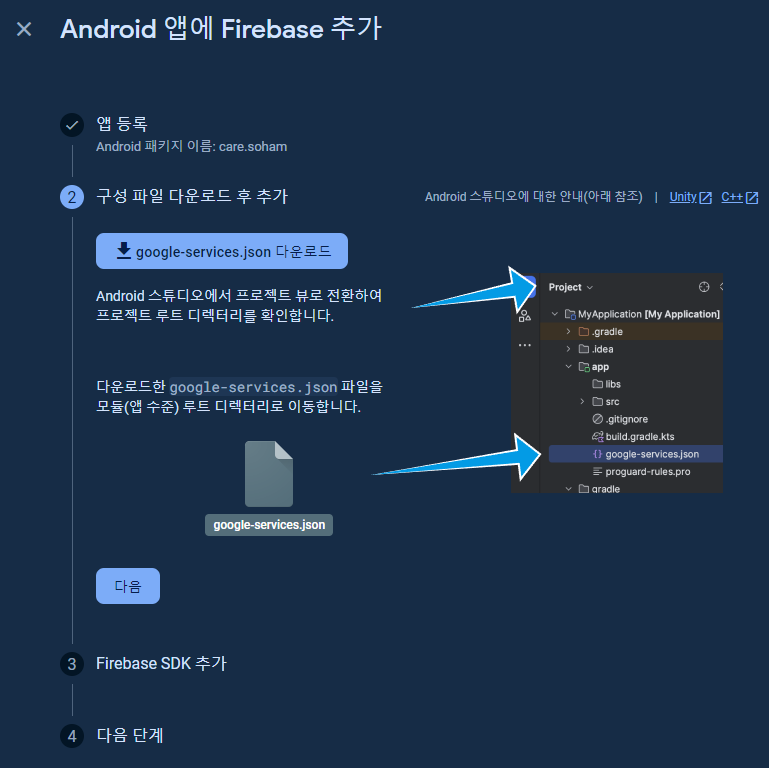 Android 앱에 Firebase 추가
앱 등록
Android 패키지 이름: care.soham
2 구성 파일 다운로드 후 추가
Android 스튜디오에 대한 안내(아래 참조) | Unity C++
google-services.json 다운로드
Android 스튜디오에서 프로젝트 뷰로 전환하여
프로젝트 루트 디렉터리를 확인합니다.
다운로드한 google-services.json 파일을
모듈(앱 수준) 루트 디렉터리로 이동합니다.
google-services.json
Project
MyApplication [My Application]
.gradle
.idea
app
libs
src
.gitignore
build.gradle.kts
{} google-services.json
proguard-rules.pro
gradle
다음
3 Firebase SDK 추가
4 다음 단계